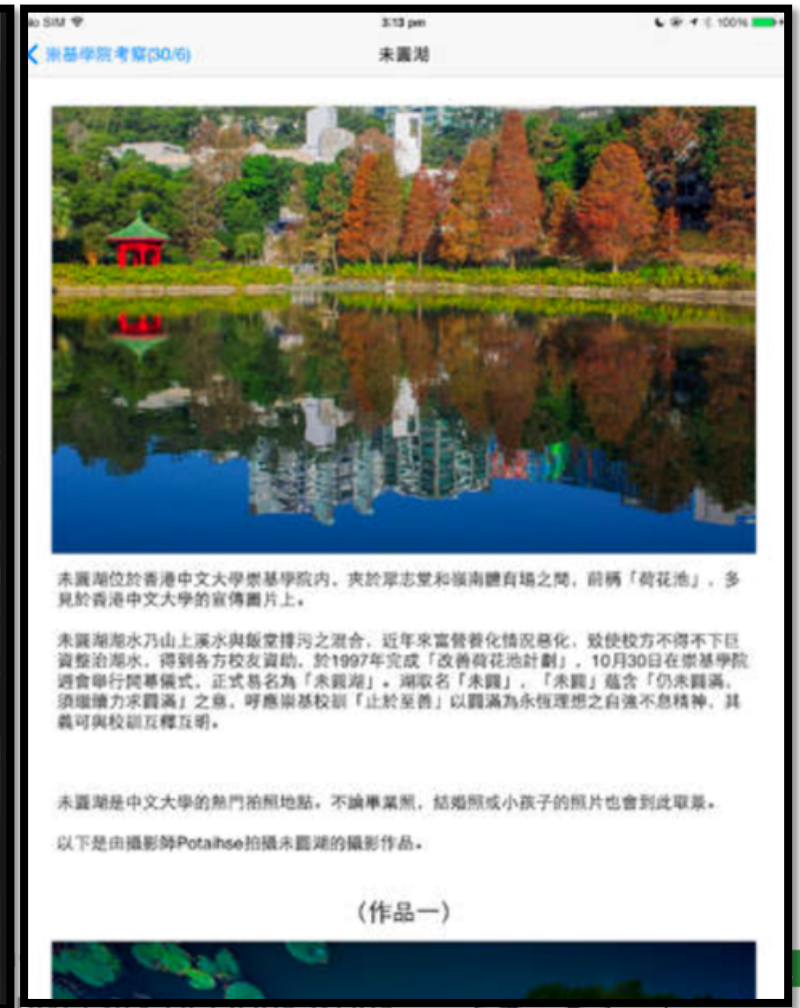 No SIM 3:13 pm 100%
崇基學院考察(30/6) 未圓湖
未圓湖位於香港中文大學崇基學院內，夾於眾志堂和嶺南體育場之間，前稱「荷花池」，多
見於香港中文大學的宣傳圖片上。
未圓湖湖水乃山上溪水與飯堂排污之混合，近年來富營養化情況惡化，致使校方不得不下巨
資整治湖水，得到各方校友資助，於1997年完成「改善荷花池計劃」，10月30日在崇基學院
週會舉行開幕儀式，正式易名為「未圓湖」。湖取名「未圓」，「未圓」蘊含「仍未圓滿，
須繼續力求圓滿」之意，呼應崇基校訓「止於至善」以圓滿為永恆理想之自強不息精神，其
義可與校訓互釋互明。
未圓湖是中文大學的熱門拍照地點。不論畢業照，結婚照或小孩子的照片也會到此取景。
以下是由攝影師Potaihse拍攝未圓湖的攝影作品。
（作品一）